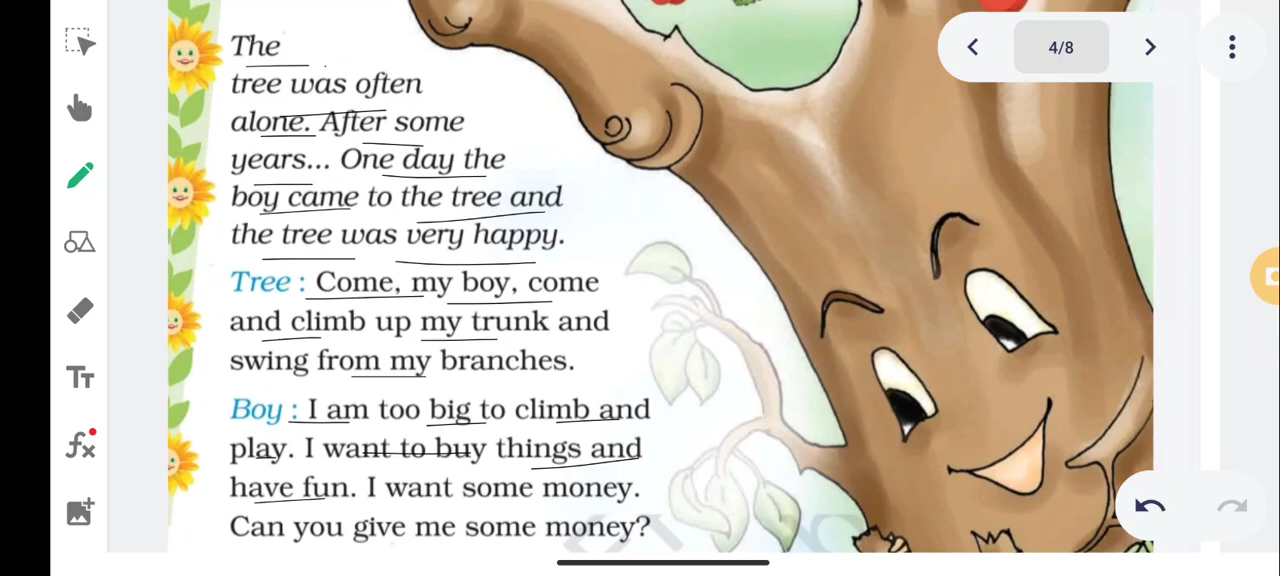 4/8
The
tree was often
alone. After some
years... One day the
boy came to the tree and
the tree was very happy.
Tree : Come, my boy, come
and climb up my trunk and
swing from my branches.
Boy : I am too big to climb and
play. I want to buy things and
have fun. I want some money.
Can you give me some money?
Tт
fx